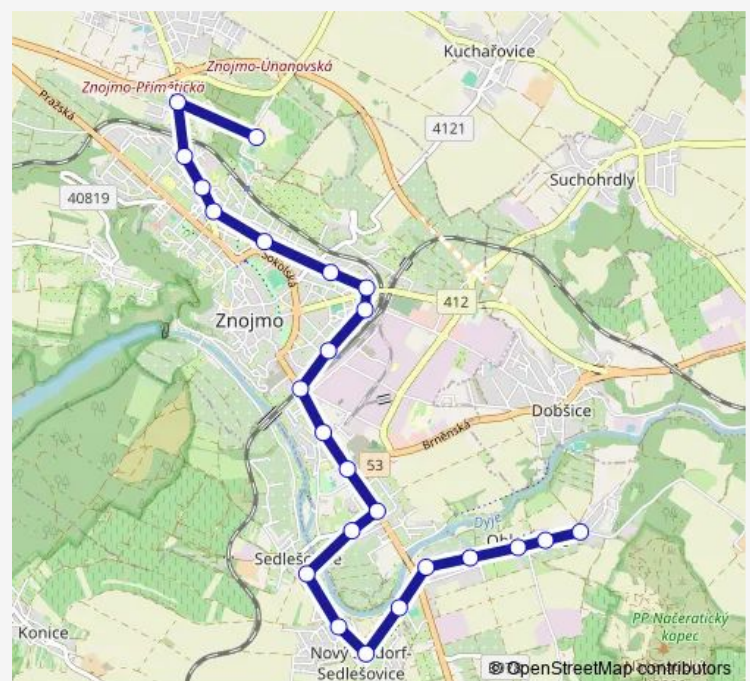 Kuchařovice
Znojmo-Únanovská
Znojmo-Přímětická
Pražská
4121
Suchohrdly
40819
Sokolská
412
Znojmo
Dobšice
Brněnská
53
Dyje
Sedlešovice
Konice
PP Načeratický
kopec
Nový
Sedlešovice
© OpenStreetMap contributors